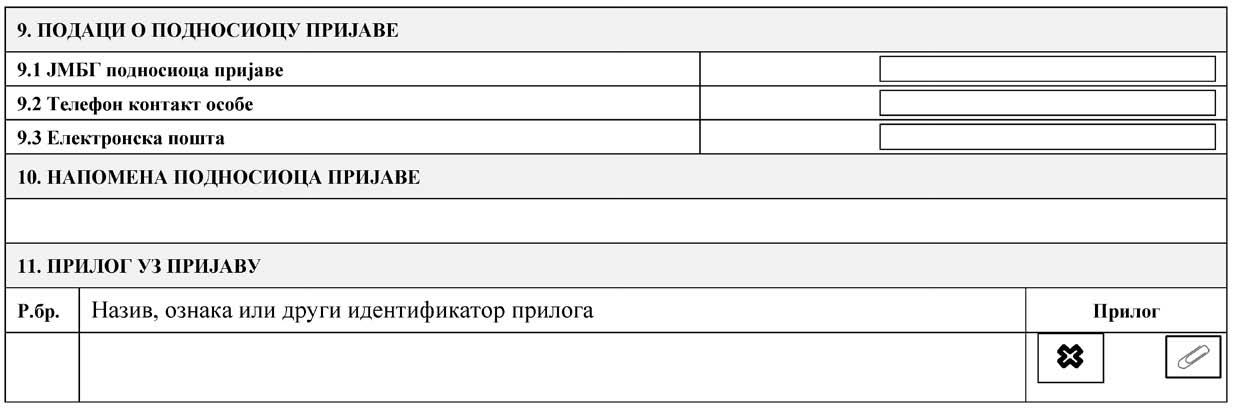 9. ПОДАЦИ О ПОДНОСИОЦУ ПРИЈАВЕ
9.1 ЈМБГ подносиоца пријаве
9.2 Телефон контакт особе
9.3 Електронска пошта
10. НАПОМЕНА ПОДНОСИОЦА ПРИЈАВЕ
11. ПРИЛОГ УЗ ПРИЈАВУ
Р.бр. Назив, ознака или други идентификатор прилога Прилог